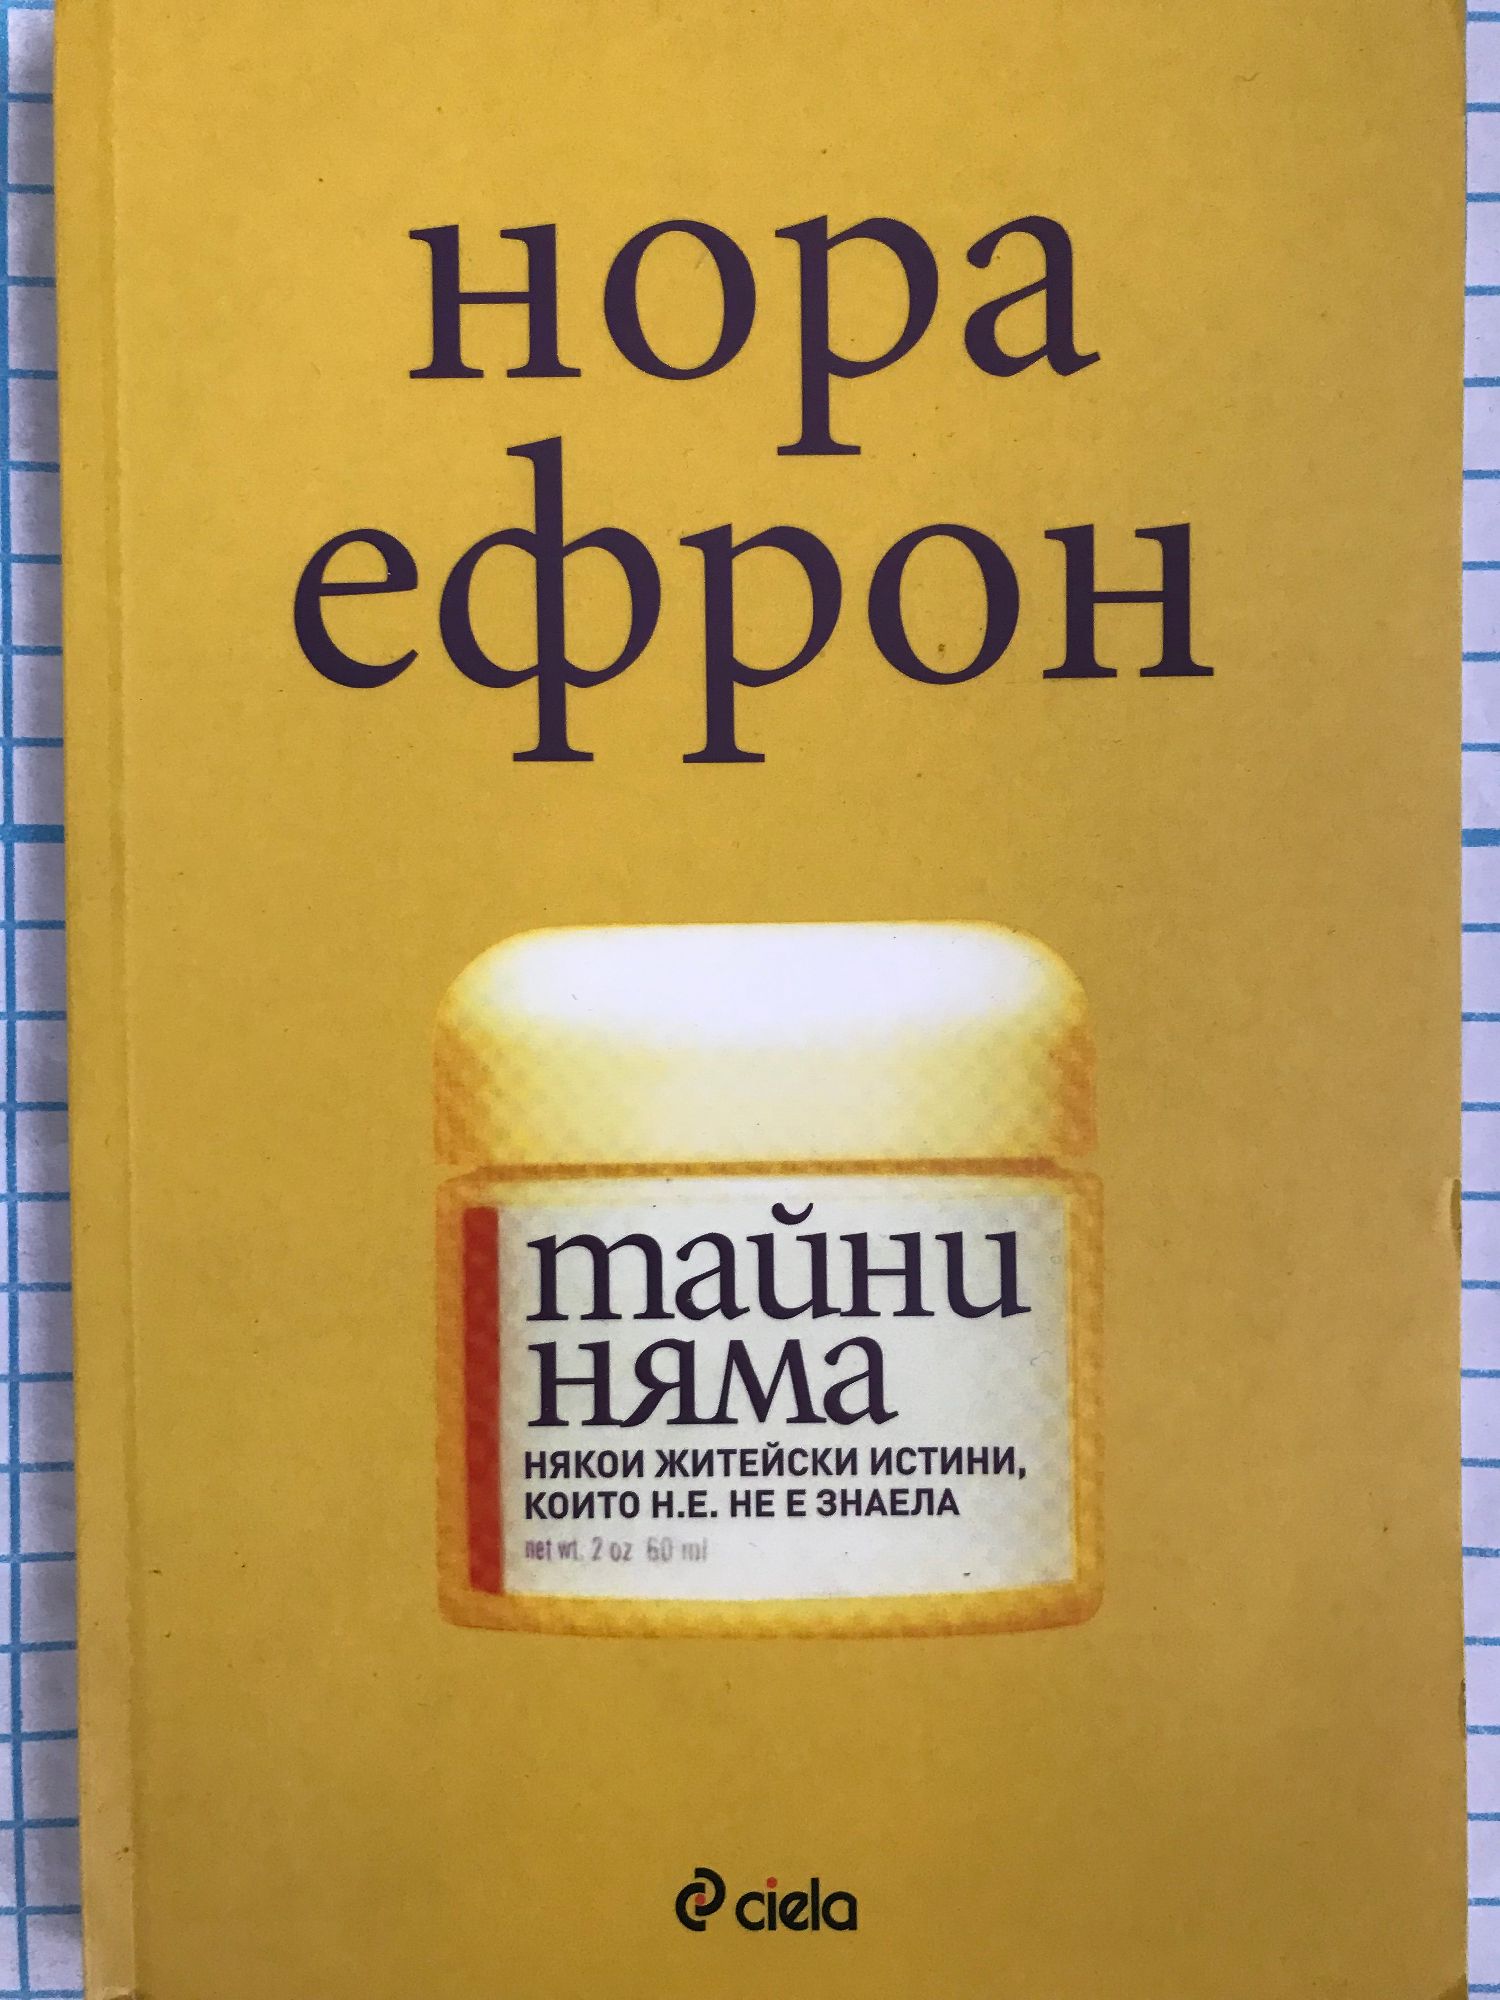 нора
ефрон
тайни
няма
НЯКОИ ЖИТЕЙСКИ ИСТИНИ,
КОИТО Н.Е. НЕ Е ЗНАЕЛА
net wt. 2 oz 60 ml
ciela